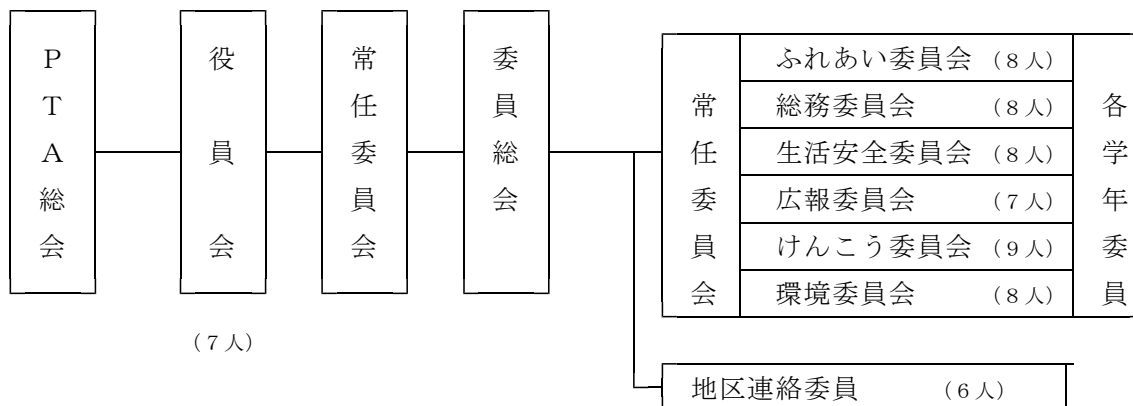 PTA総会
役員会
(7人)
常任委員会
委員総会
常任委員会
ふれあい委員会 (8人)
総務委員会 (8人)
生活安全委員会 (8人)
広報委員会 (7人)
けんこう委員会 (9人)
環境委員会 (8人)
各学年委員
地区連絡委員 (6人)